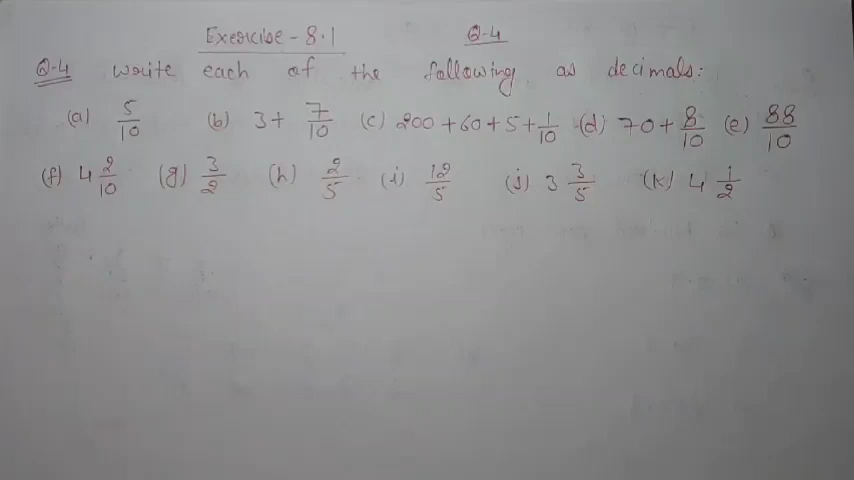 Exercise - 8.1 Q-4
Q-4 write each of the following as decimals:
(a) 5/10 (b) 3+ 7/10 (c) 200+60+5+1/10 (d) 70+8/10 (e) 88/10
(f) 4 2/10 (g) 3/2 (h) 2/5 (i) 12/5 (j) 3 3/5 (k) 4 1/2